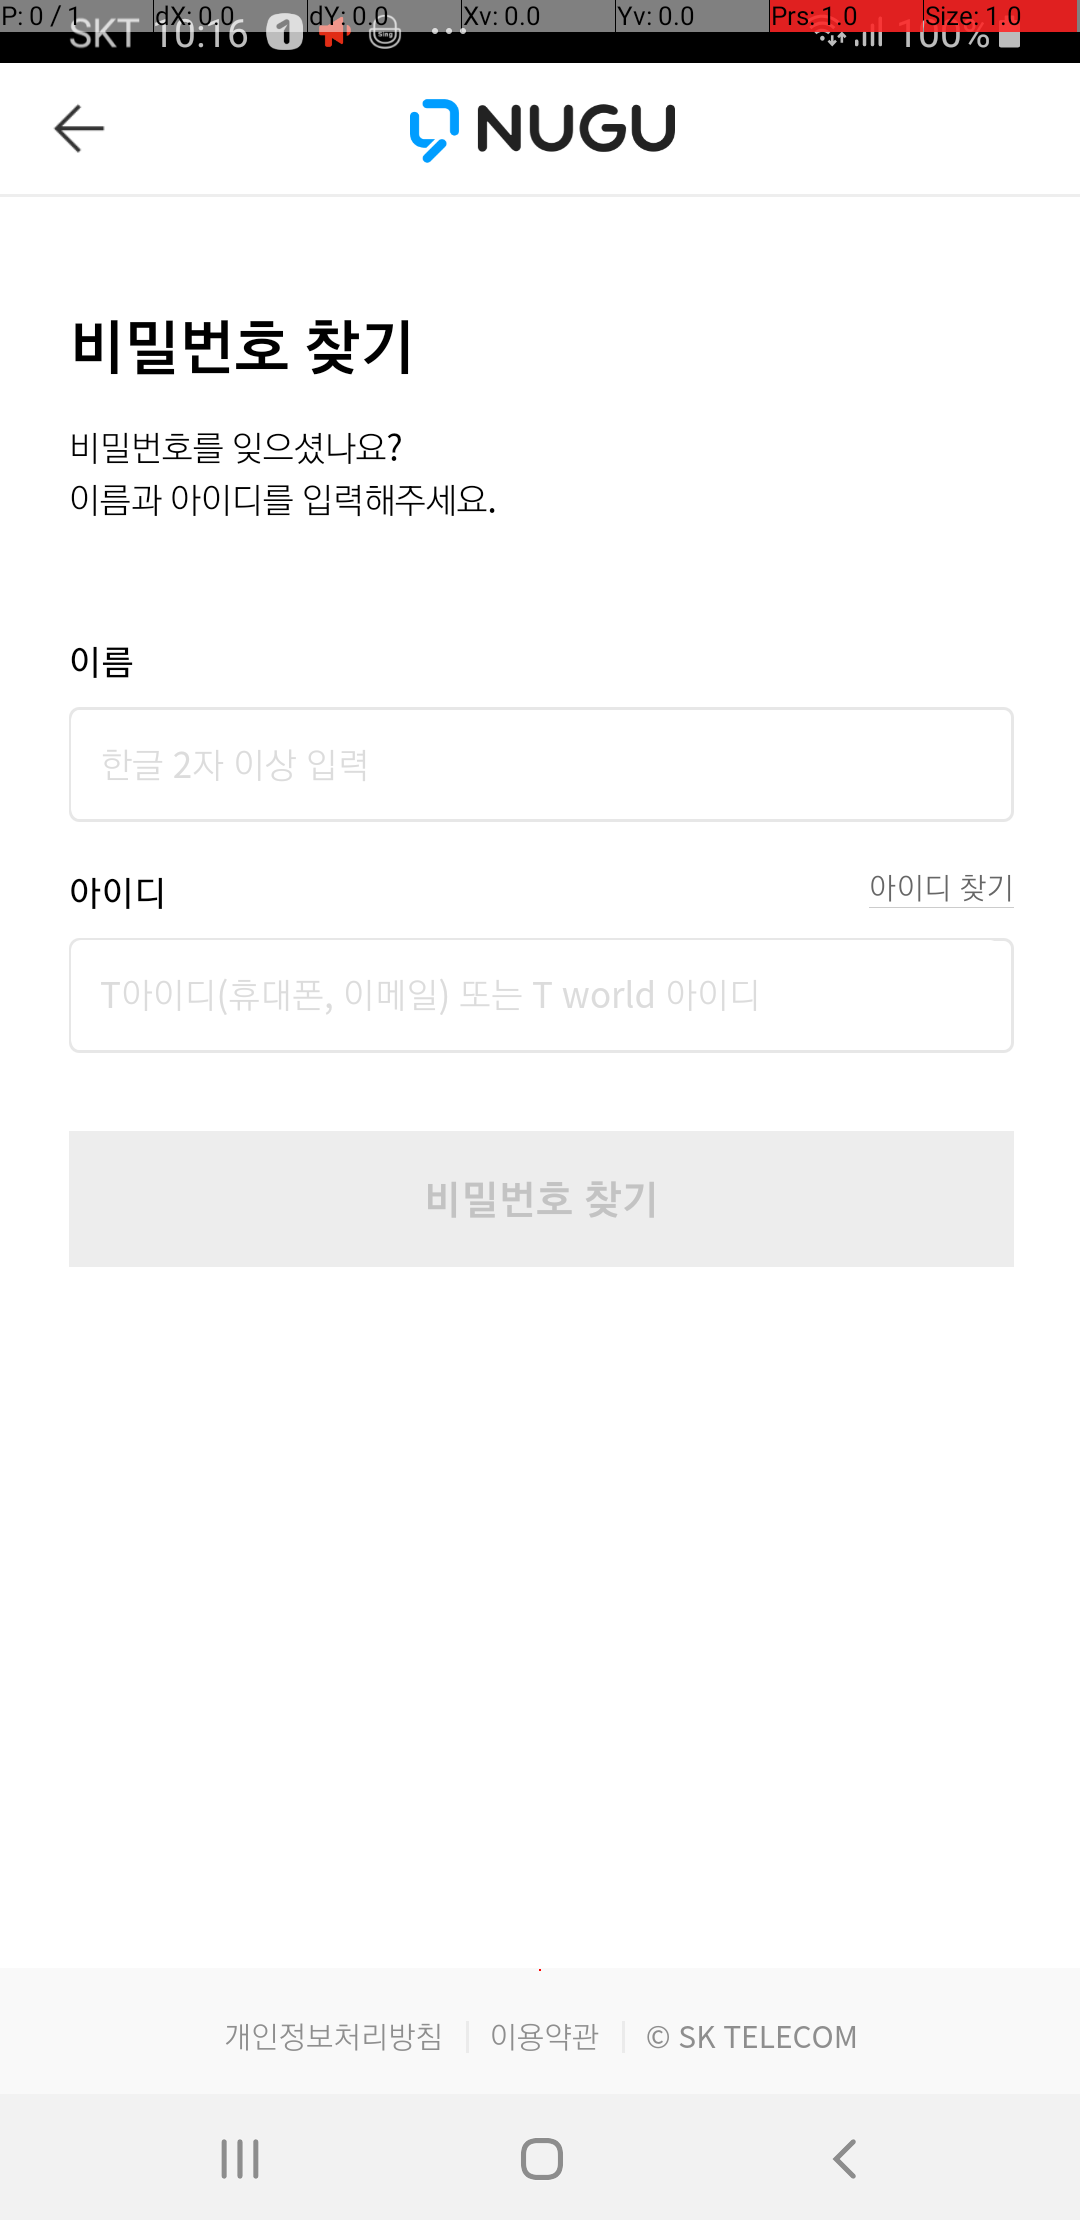 P: 0 / 1 dX: 0.0 dY: 0.0 Xv: 0.0 Yv: 0.0 Prs: 1.0 Size: 1.0
SKT 10:16 1 Sing ... 100%
NUGU
비밀번호 찾기
비밀번호를 잊으셨나요?
이름과 아이디를 입력해주세요.
이름
한글 2자 이상 입력
아이디 아이디 찾기
T아이디(휴대폰, 이메일) 또는 T world 아이디
비밀번호 찾기
개인정보처리방침 이용약관 © SK TELECOM